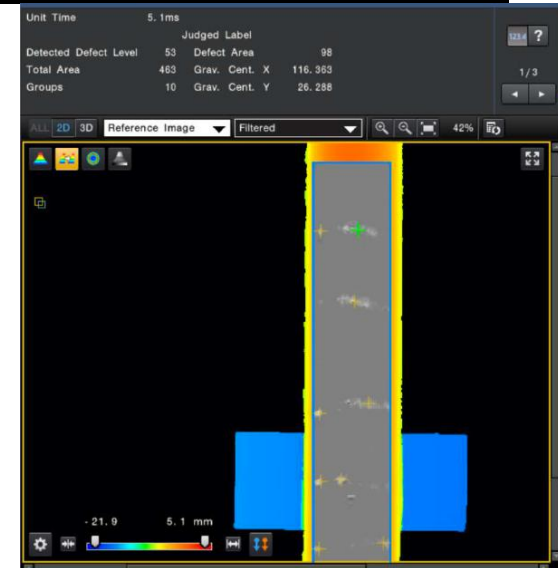 Unit Time 5.1ms
Judged Label
Detected Defect Level 53 Defect Area 98
Total Area 463 Grav. Cent. X 116.363
Groups 10 Grav. Cent. Y 26.288
123.4 ?
1/3
ALL 2D 3D Reference Image Filtered 42%
-21.9 5.1 mm